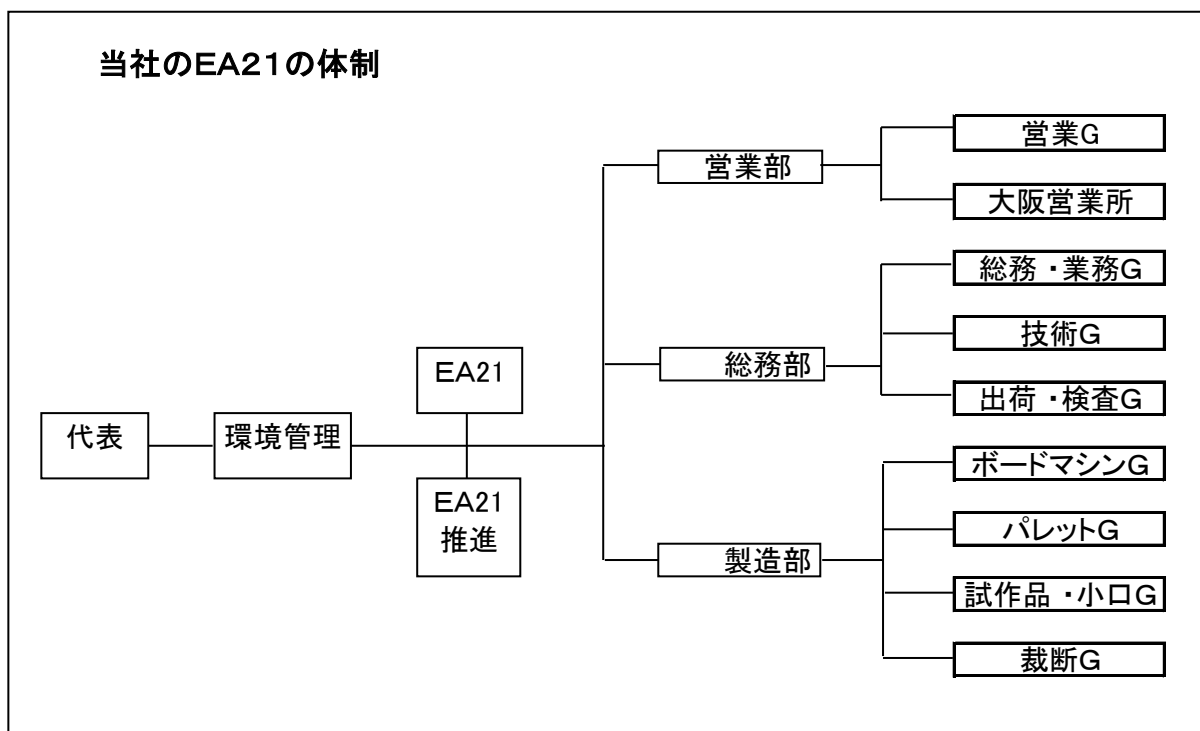 当社のEA21の体制
営業G
営業部
大阪営業所
総務・業務G
技術G
総務部
EA21
出荷・検査G
代表
環境管理
ボードマシンG
EA21
推進
パレットG
製造部
試作品・小口G
裁断G